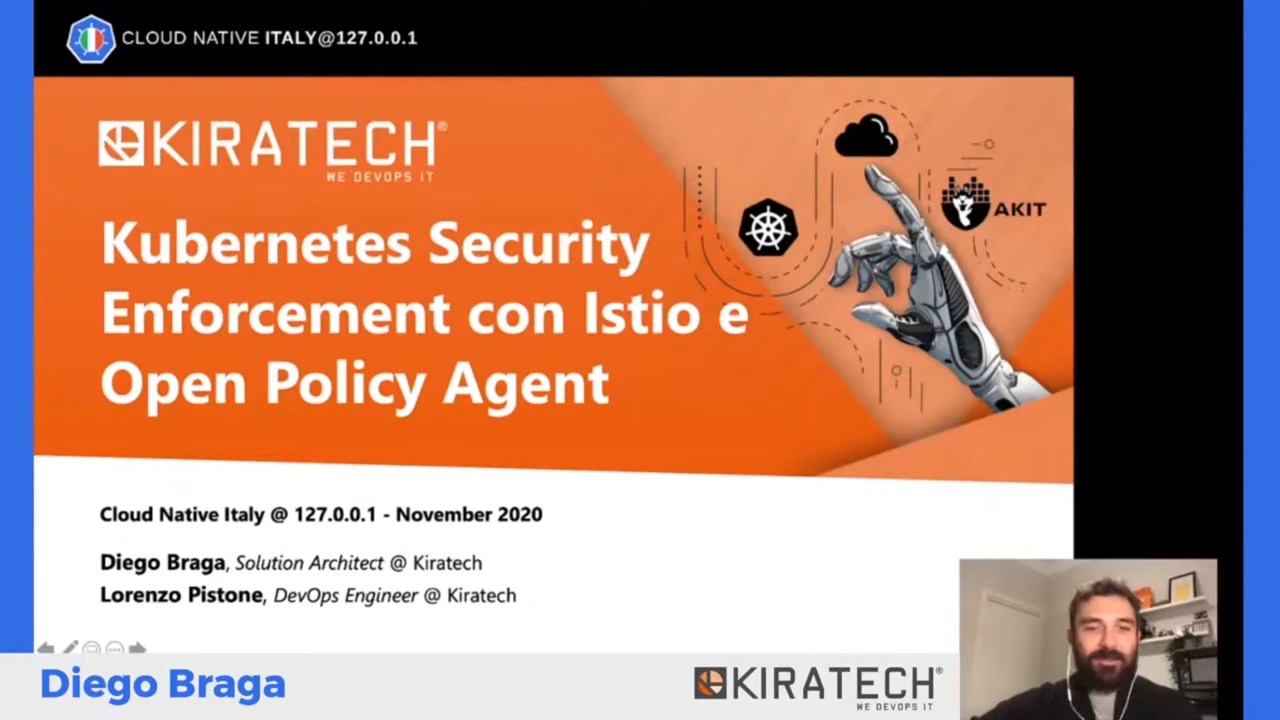 CLOUD NATIVE ITALY@127.0.0.1
KIRATECH®
WE DEVOPS IT
AKIT
Kubernetes Security
Enforcement con Istio e
Open Policy Agent
Cloud Native Italy @ 127.0.0.1 - November 2020
Diego Braga, Solution Architect @ Kiratech
Lorenzo Pistone, DevOps Engineer @ Kiratech
Diego Braga
KIRATECH®
WE DEVOPS IT